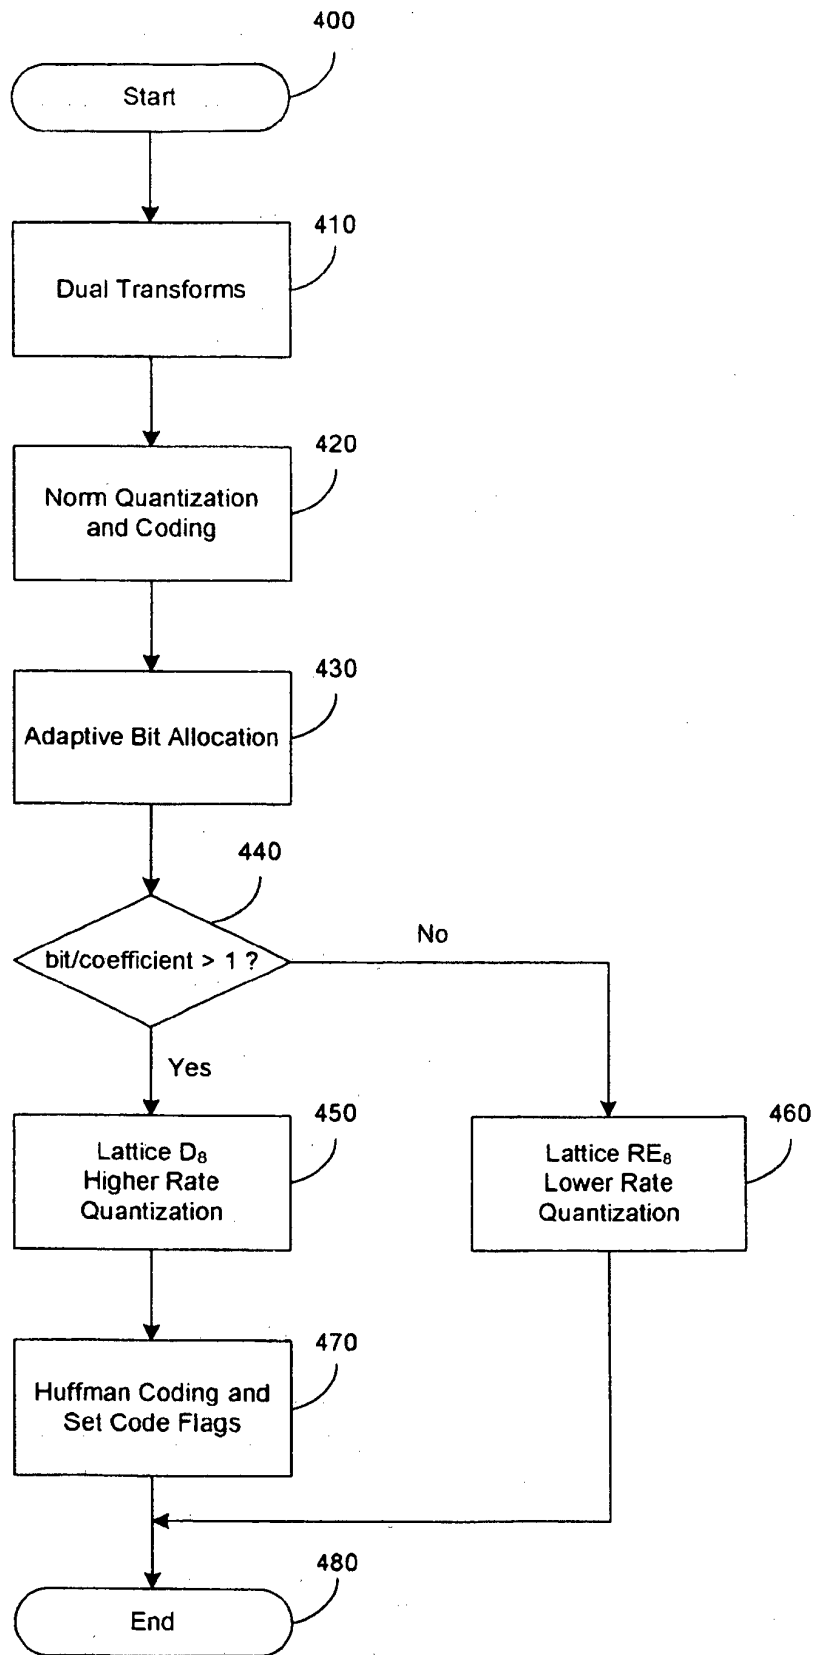 400
Start
410
Dual Transforms
420
Norm Quantization
and Coding
430
Adaptive Bit Allocation
440
bit/coefficient > 1 ?
No
Yes
450
Lattice D₈
Higher Rate
Quantization
460
Lattice RE₈
Lower Rate
Quantization
470
Huffman Coding and
Set Code Flags
480
End